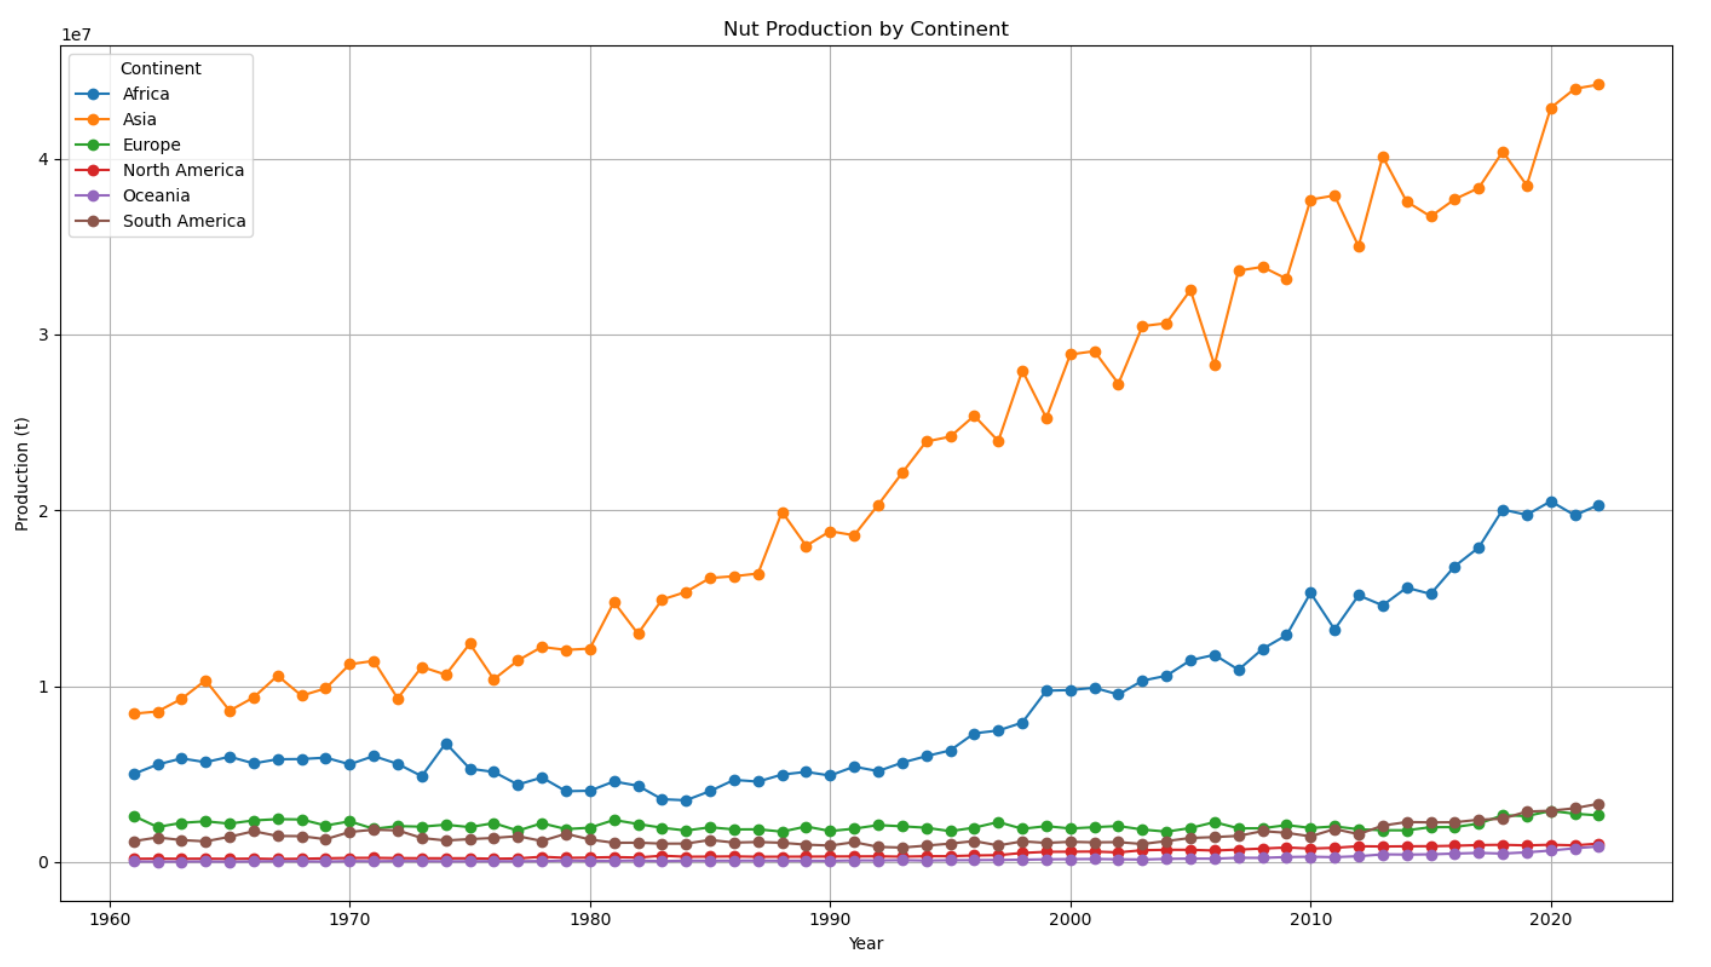 Nut Production by Continent
1e7
Continent
Africa
Asia
Europe
North America
Oceania
South America
4
3
2
1
0
Production (t)
1960 1970 1980 1990 2000 2010 2020
Year